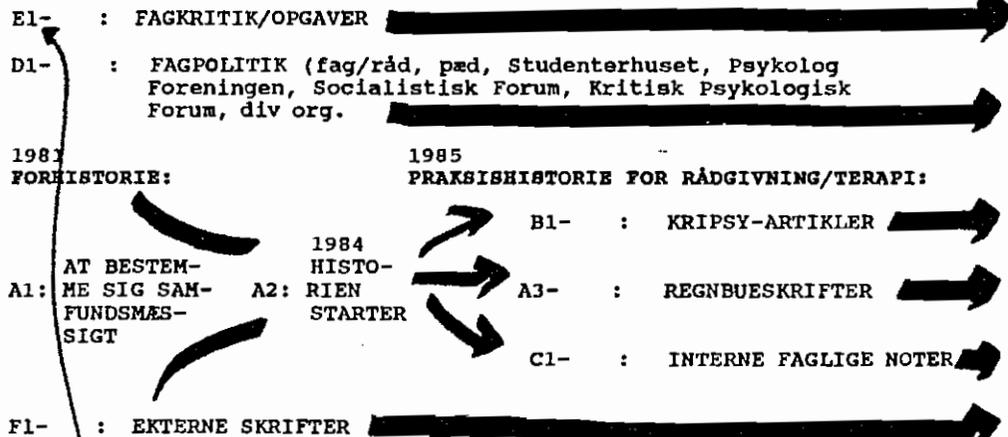 E1- : FAGKRITIK/OPGAVER
D1- : FAGPOLITIK (fag/råd, pæd, Studenterhuset, Psykolog
Foreningen, Socialistisk Forum, Kritisk Psykologisk
Forum, div org.
1981
FORHISTORIE:
1985
PRAKSISHISTORIE FOR RÅDGIVNING/TERAPI:
B1- : KRIPSY-ARTIKLER
1984
AT BESTEM- HISTO-
A1: ME SIG SAM- A2: RIEN A3- : REGNBUESKRIFTER
FUNDSMÆS- STARTER
SIGT
C1- : INTERNE FAGLIGE NOTER
F1- : EKTERNE SKRIFTER